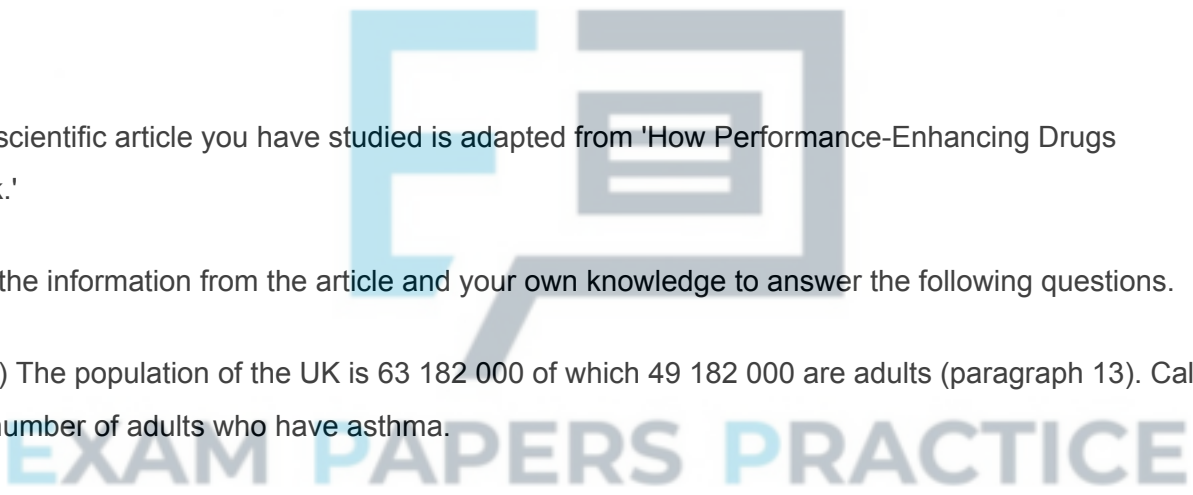 scientific article you have studied is adapted from 'How Performance-Enhancing Drugs
.'
the information from the article and your own knowledge to answer the following questions.
) The population of the UK is 63 182 000 of which 49 182 000 are adults (paragraph 13). Cal
number of adults who have asthma.
EXAM PAPERS PRACTICE